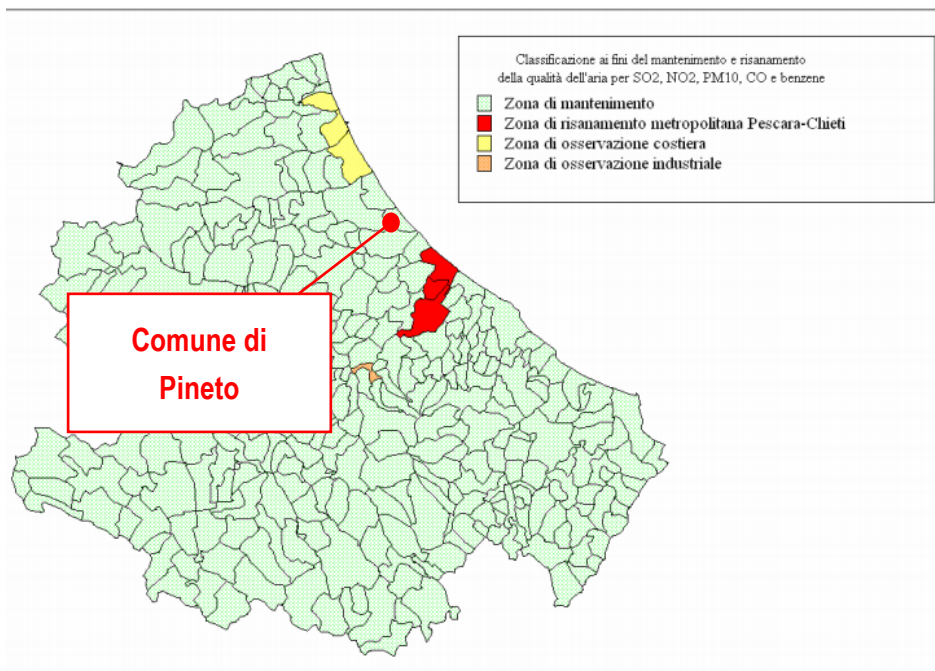 Classificazione ai fini del mantenimento e risanamento
della qualità dell'aria per SO2, NO2, PM10, CO e benzene
Zona di mantenimento
Zona di risanamento metropolitana Pescara-Chieti
Zona di osservazione costiera
Zona di osservazione industriale
Comune di
Pineto